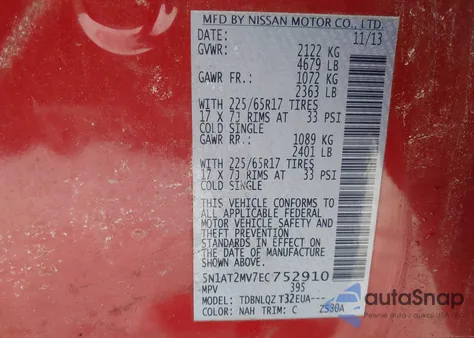 MFD BY NISSAN MOTOR CO., LTD.
DATE: 11/13
GVWR: 2122 KG
4679 LB
GAWR FR.: 1072 KG
2363 LB
WITH 225/65R17 TIRES
17 X 7J RIMS AT 33 PSI
COLD SINGLE
GAWR RR.: 1089 KG
2401 LB
WITH 225/65R17 TIRES
17 X 7J RIMS AT 33 PSI
COLD SINGLE
THIS VEHICLE CONFORMS TO
ALL APPLICABLE FEDERAL
MOTOR VEHICLE SAFETY
AND THEFT PREVENTION
STANDARDS IN EFFECT ON
THE DATE OF MANUFACTURE
SHOWN ABOVE.
5N1AT2MV7EC752910
MPV 395
MODEL: TDBNLQZ T32EUA---
COLOR: NAH TRIM: C ZS30A
autoSnap